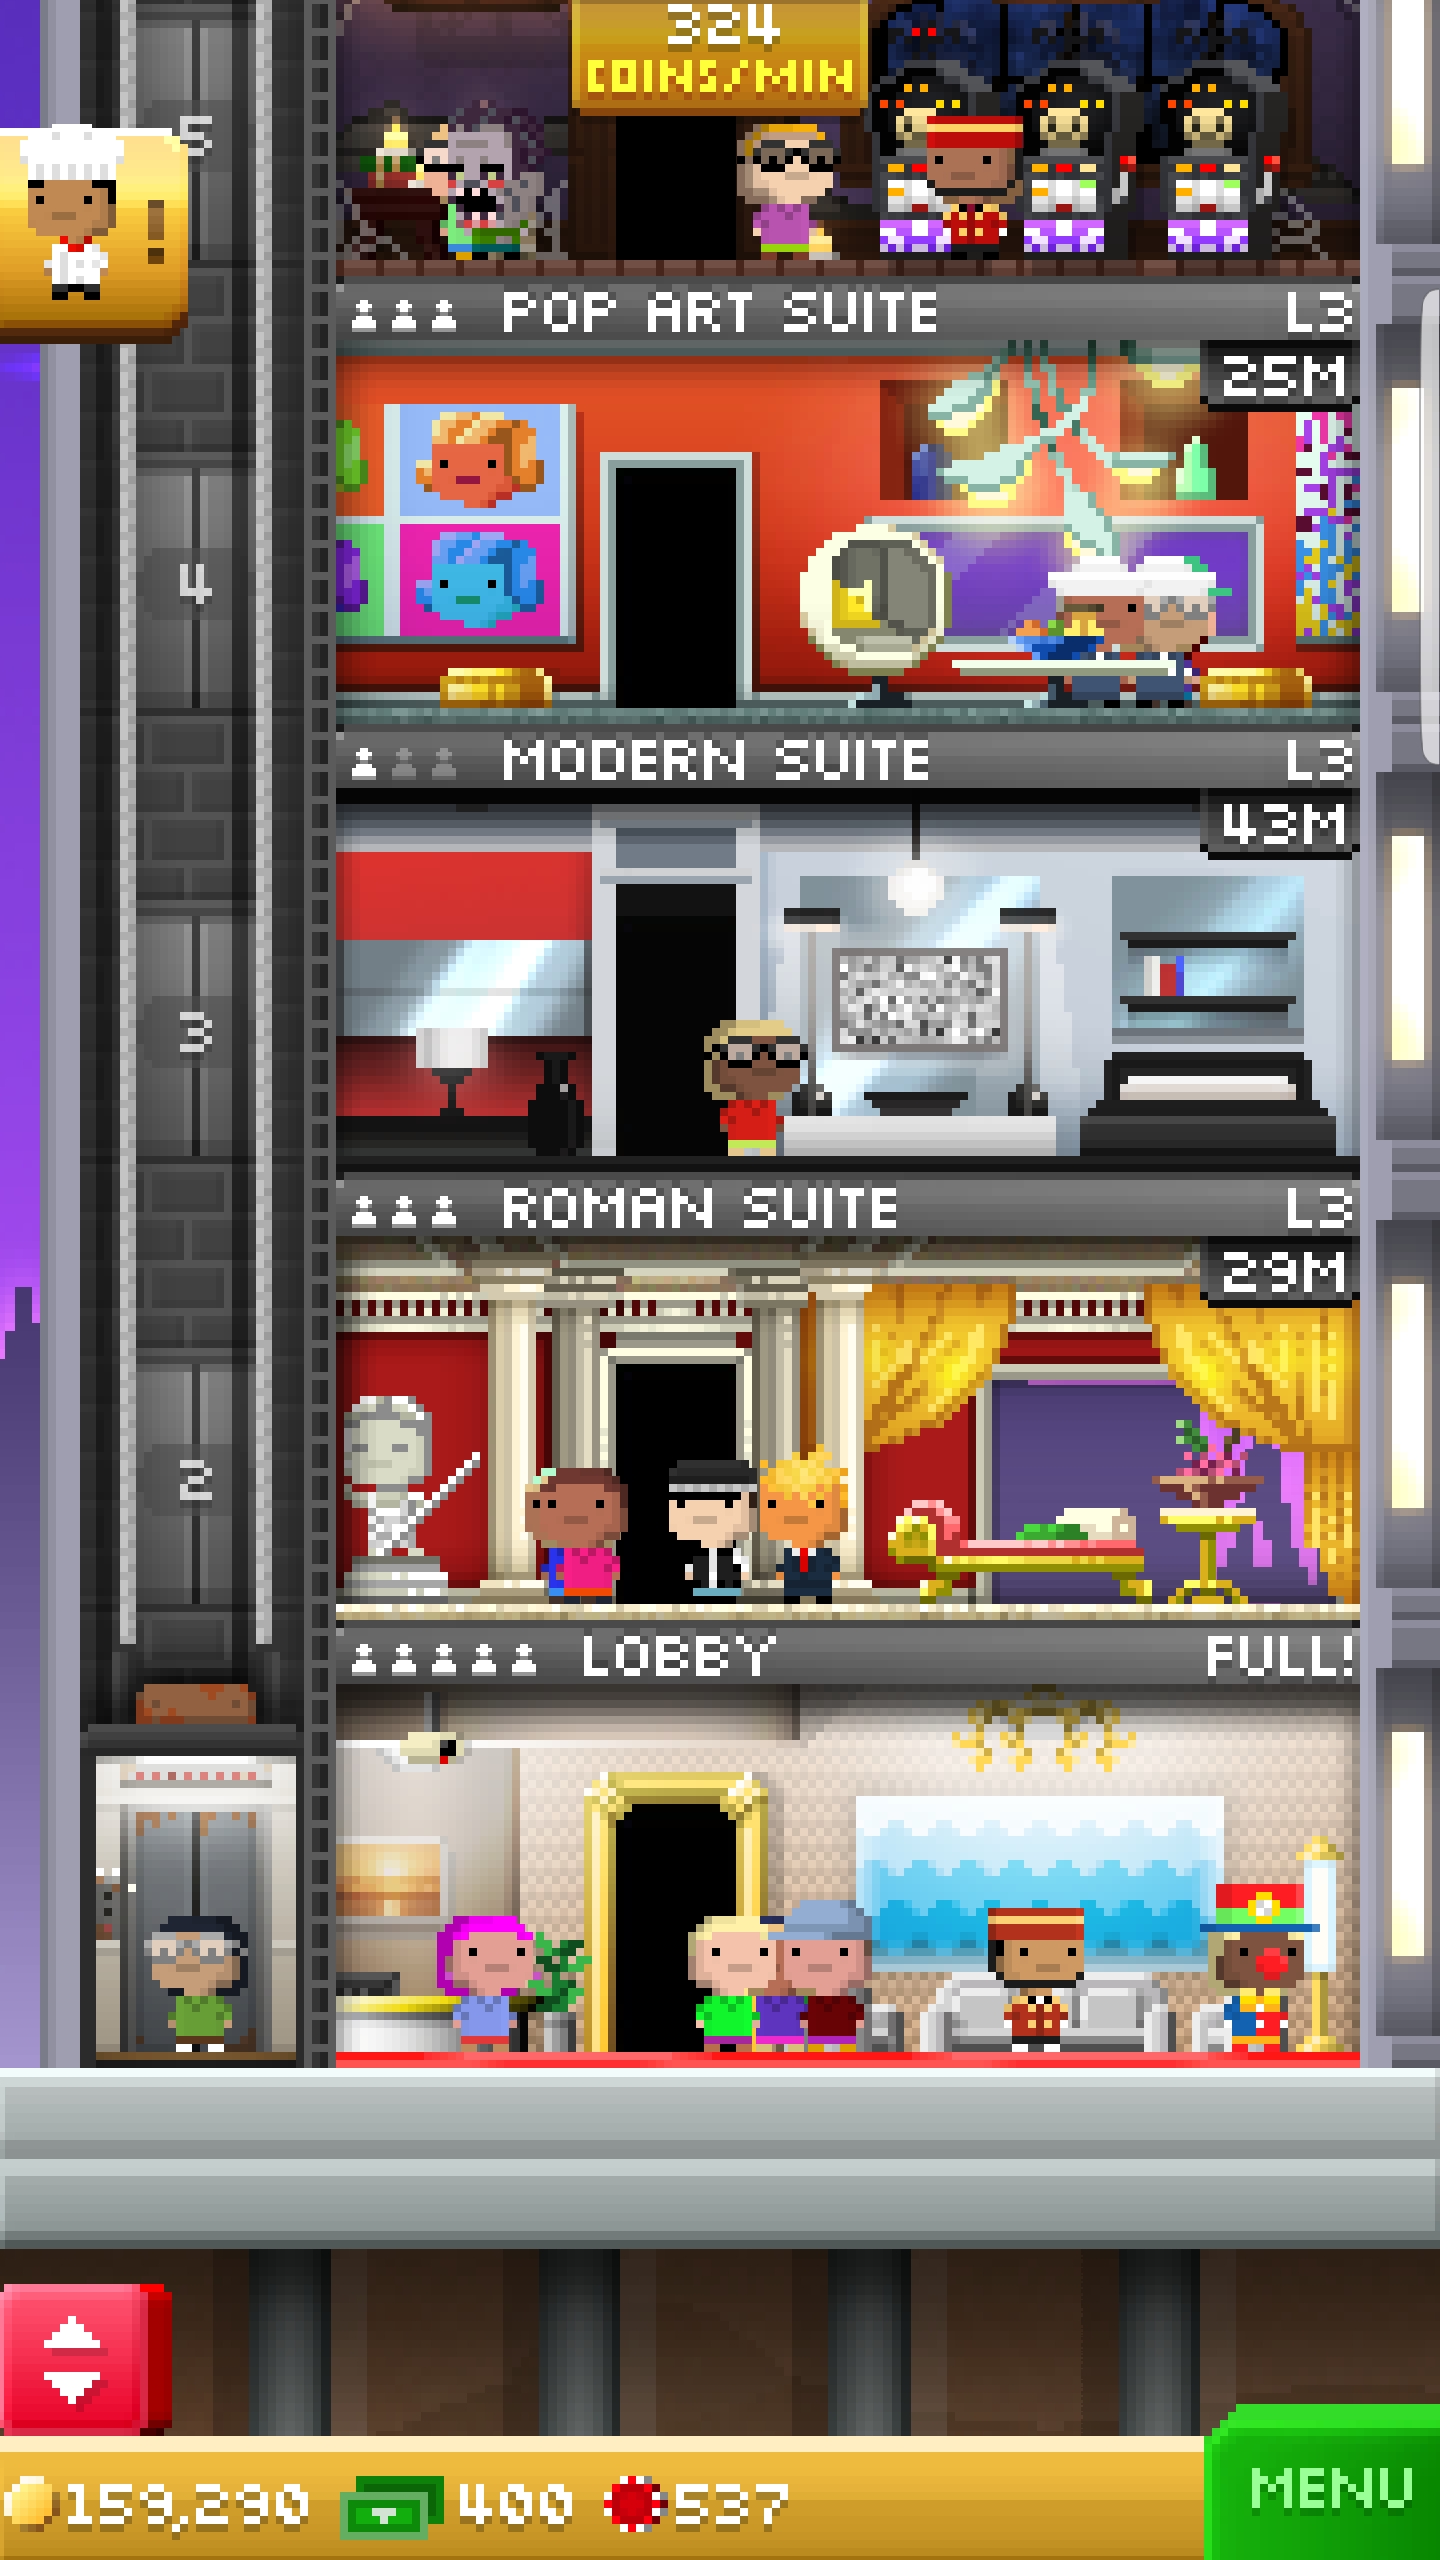 324
COINS/MIN
5
!
POP ART SUITE L3
25M
4
MODERN SUITE L3
43M
3
ROMAN SUITE L3
29M
2
LOBBY FULL!
159,290 400 537
MENU